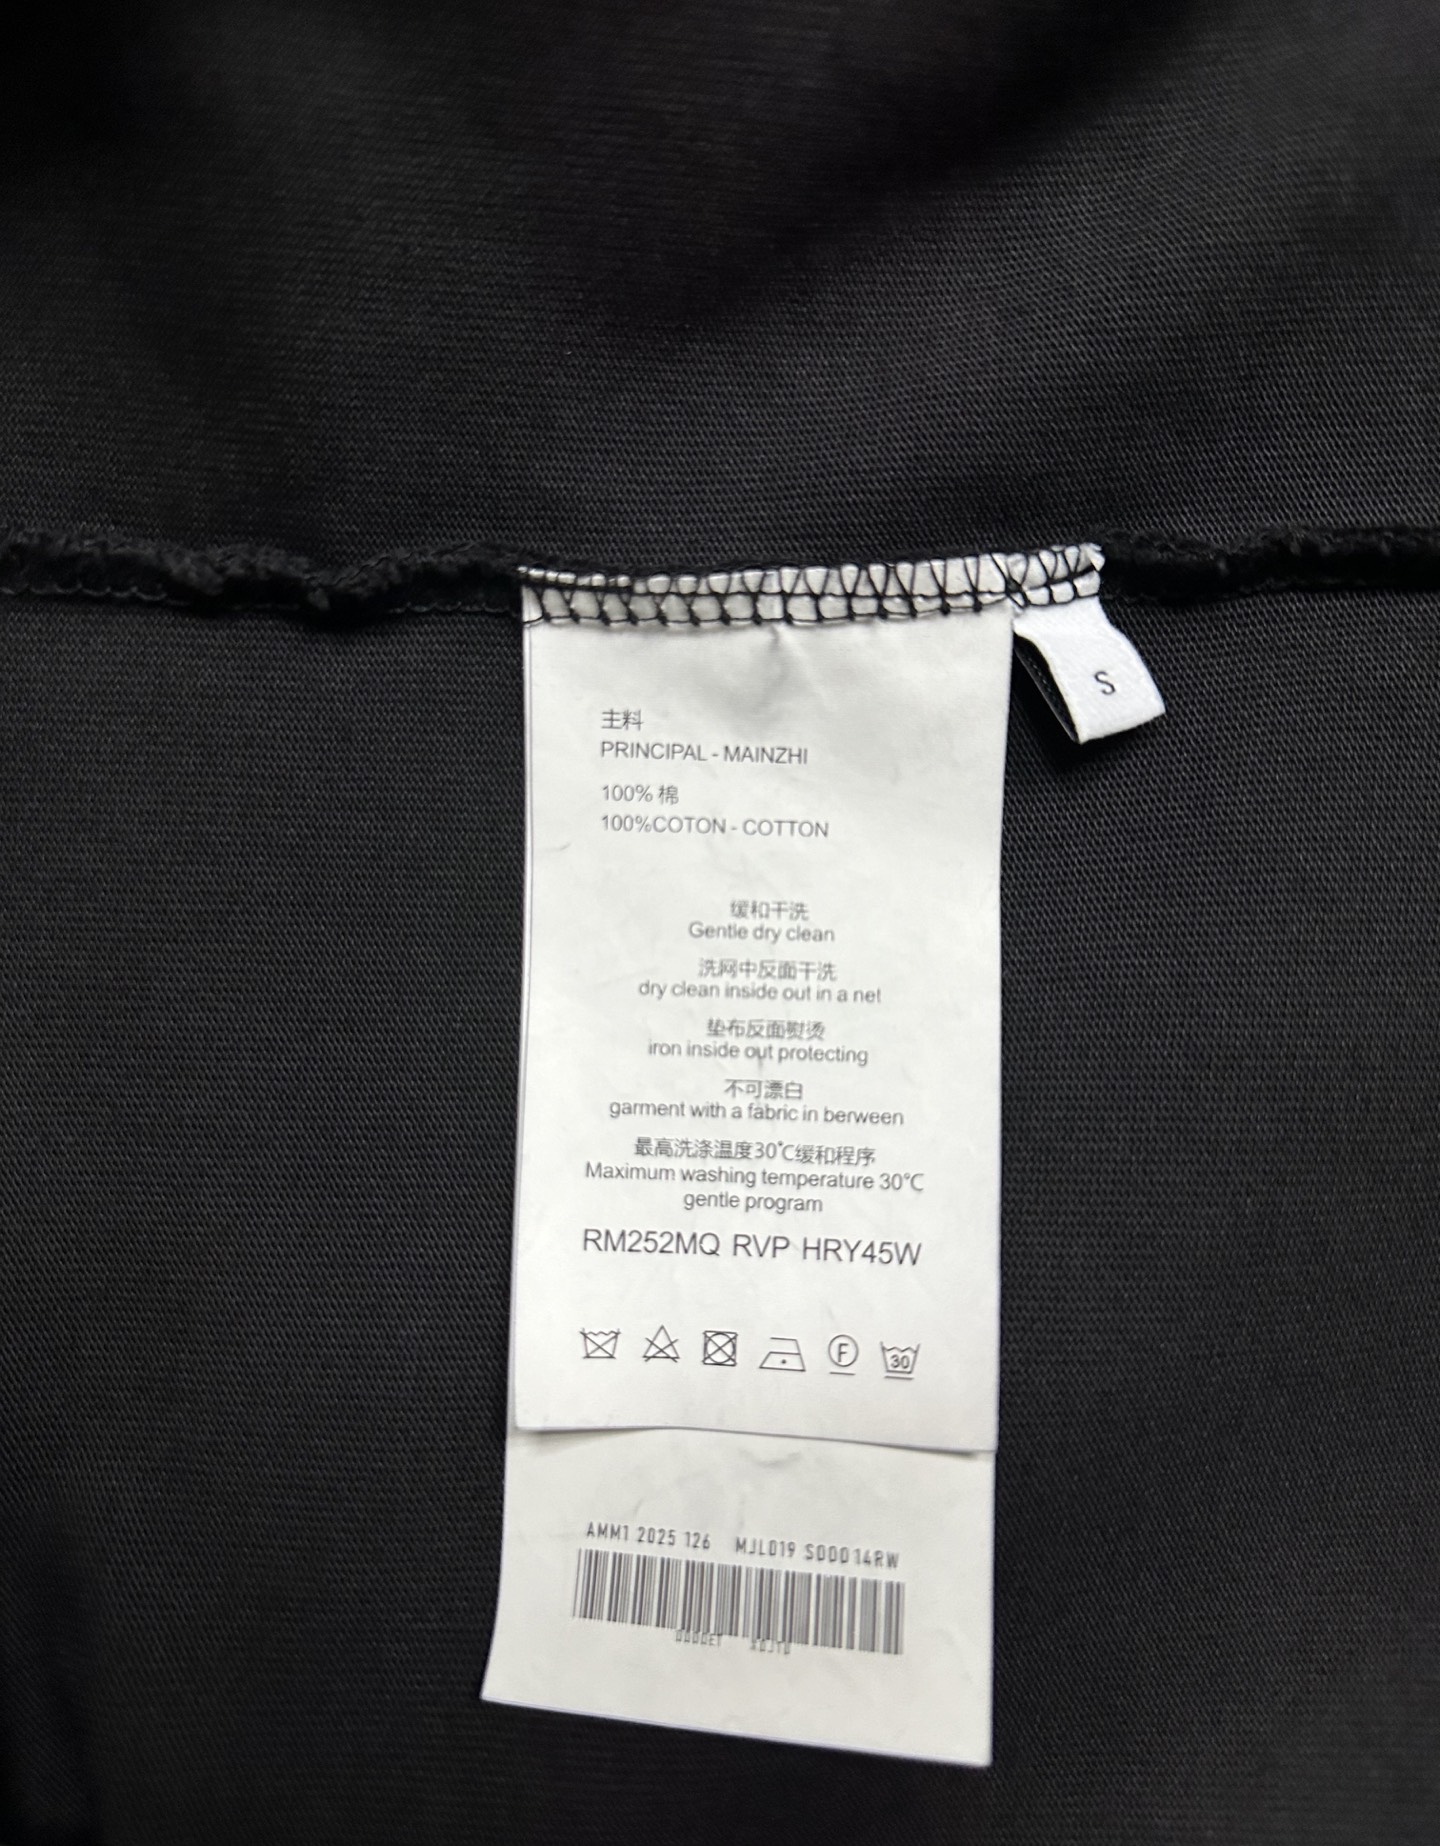 S
主料
PRINCIPAL - MAINZHI
100% 棉
100%COTON - COTTON
缓和干洗
Gentle dry clean
洗网中反面干洗
dry clean inside out in a net
垫布反面熨烫
iron inside out protecting
不可漂白
garment with a fabric in berween
最高洗涤温度30℃缓和程序
Maximum washing temperature 30℃
gentle program
RM252MQ RVP HRY45W
F
30
AMM1 2025 126 MJL019 S00014RW